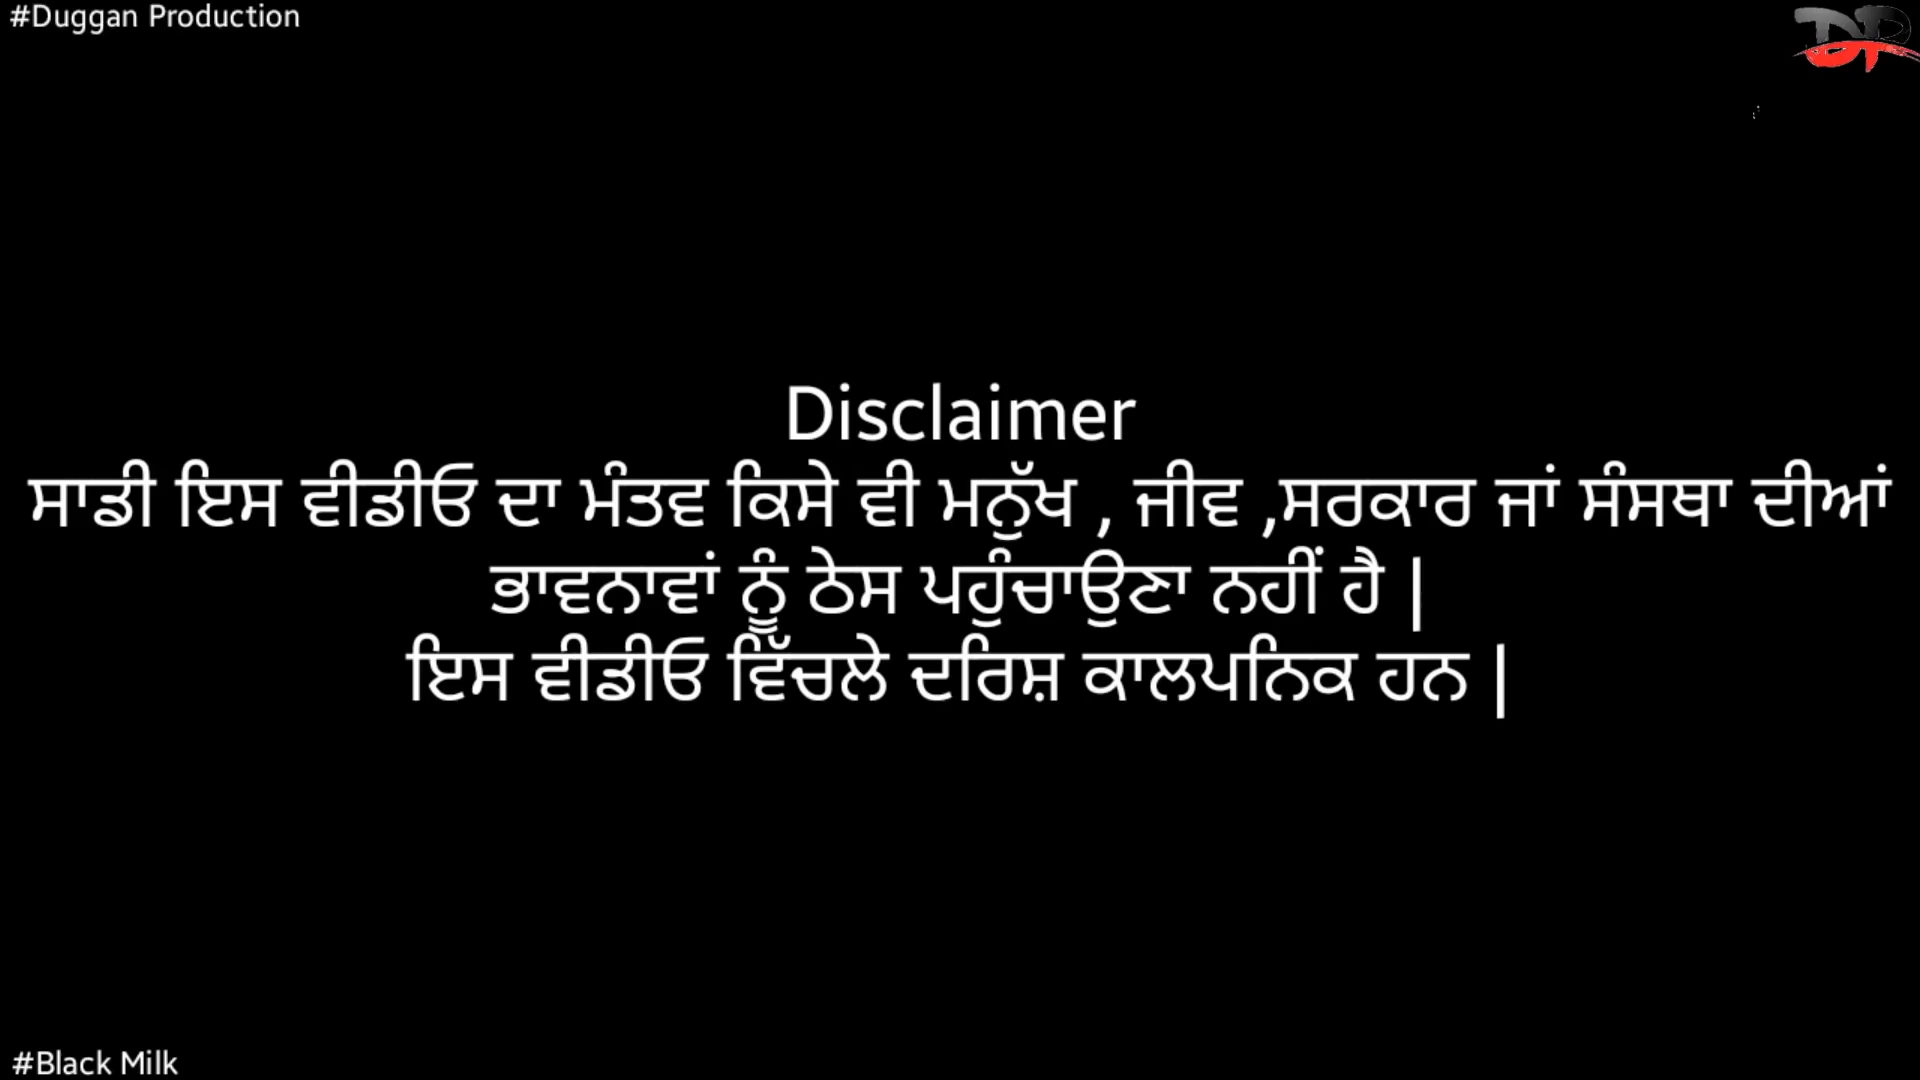 #Duggan Production
DP
Disclaimer
ਸਾਡੀ ਇਸ ਵੀਡੀਓ ਦਾ ਮੰਤਵ ਕਿਸੇ ਵੀ ਮਨੁੱਖ , ਜੀਵ ,ਸਰਕਾਰ ਜਾਂ ਸੰਸਥਾ ਦੀਆਂ
ਭਾਵਨਾਵਾਂ ਨੂੰ ਠੇਸ ਪਹੁੰਚਾਉਣਾ ਨਹੀਂ ਹੈ |
ਇਸ ਵੀਡੀਓ ਵਿੱਚਲੇ ਦਰਿਸ਼ ਕਾਲਪਨਿਕ ਹਨ |
#Black Milk